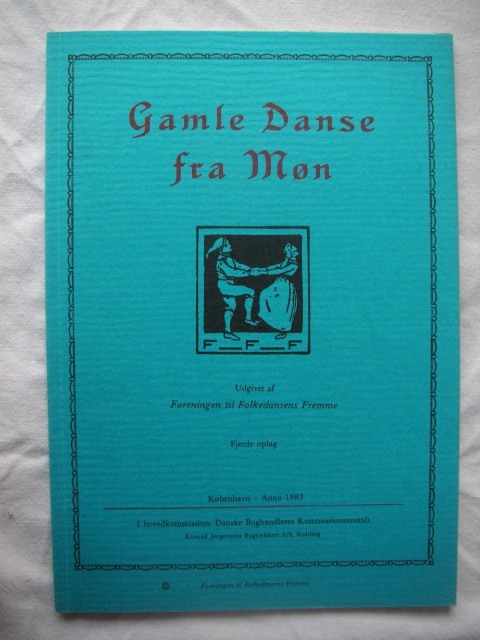 Gamle Danse
fra Møn
F—F—F
Udgivet af
Foreningen til Folkedansens Fremme
Fjerde oplag
København – Anno 1983
I hovedkommission: Danske Boghandleres Kommissionsanstalt
Konrad Jørgensens Bogtrykkeri A/S. Kolding
© Foreningen til Folkedansens Fremme